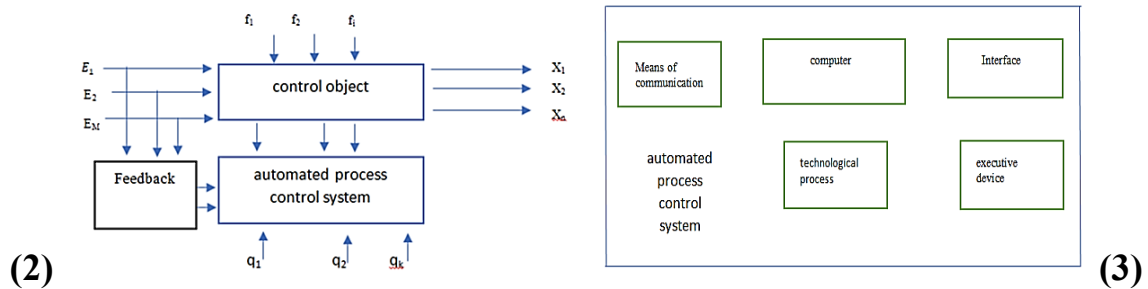 f₁ f₂ fᵢ
E₁
E₂
Eᴍ
control object
X₁
X₂
Xₙ
Feedback
automated process
control system
q₁ q₂ qₖ
(2)
Means of
communication
computer
Interface
automated
process
control
system
technological
process
executive
device
(3)